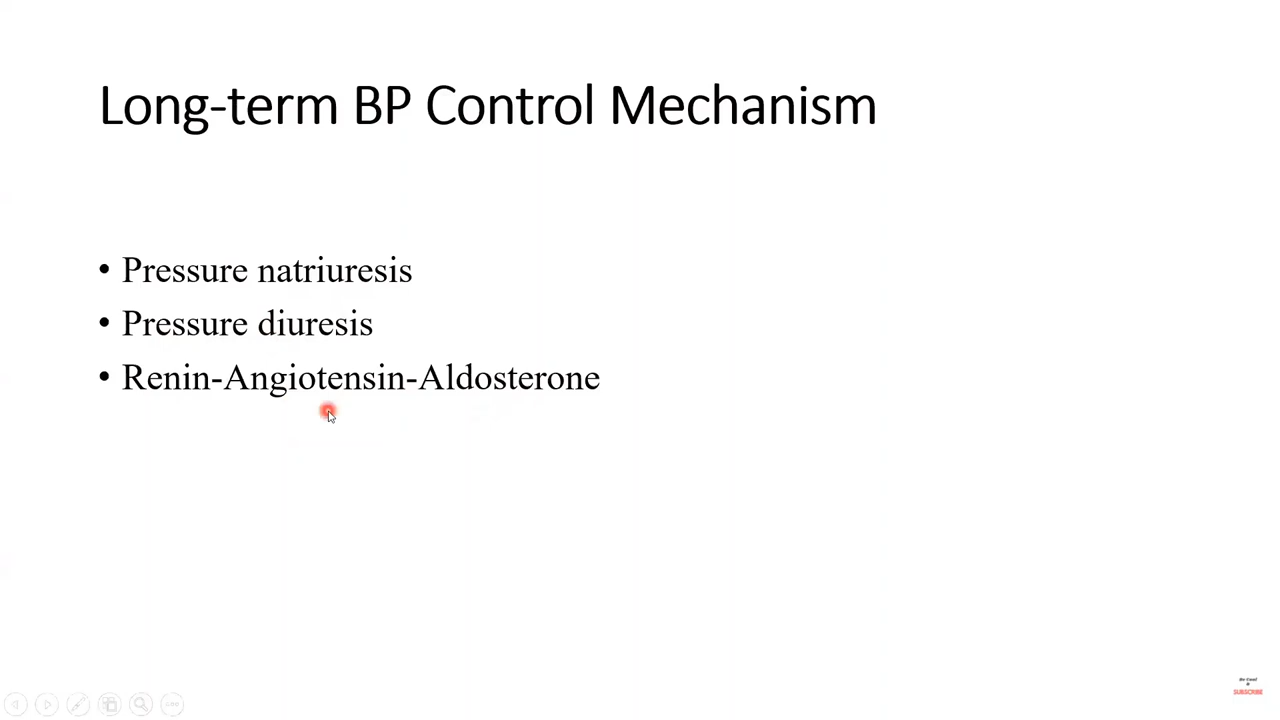 Long-term BP Control Mechanism
• Pressure natriuresis
• Pressure diuresis
• Renin-Angiotensin-Aldosterone
SUBSCRIBE